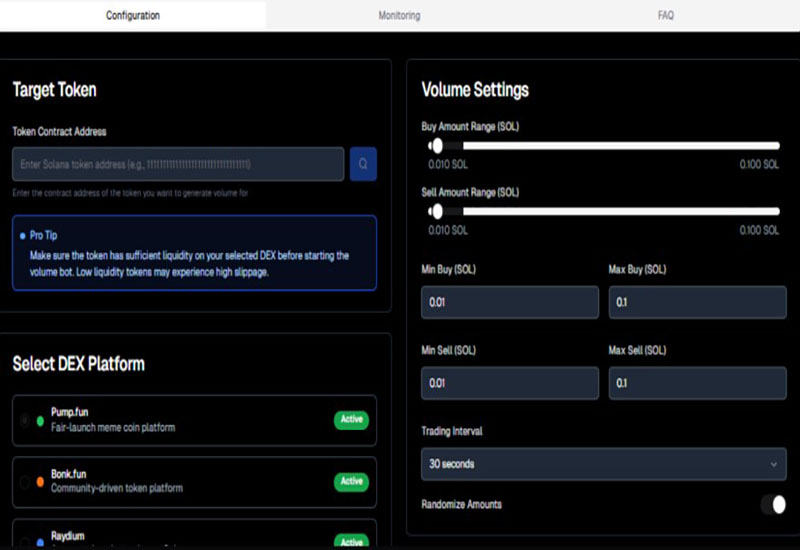 Configuration
Monitoring
FAQ
Target Token
Token Contract Address
Enter Solana token address (e.g., 11111111111111111111111111111111)
Enter the contract address of the token you want to generate volume for
Pro Tip
Make sure the token has sufficient liquidity on your selected DEX before starting the
volume bot. Low liquidity tokens may experience high slippage.
Select DEX Platform
Pump.fun
Fair-launch meme coin platform
Active
Bonk.fun
Community-driven token platform
Active
Raydium
Active
Volume Settings
Buy Amount Range (SOL)
0.010 SOL
0.100 SOL
Sell Amount Range (SOL)
0.010 SOL
0.100 SOL
Min Buy (SOL)
Max Buy (SOL)
0.01
0.1
Min Sell (SOL)
Max Sell (SOL)
0.01
0.1
Trading Interval
30 seconds
Randomize Amounts